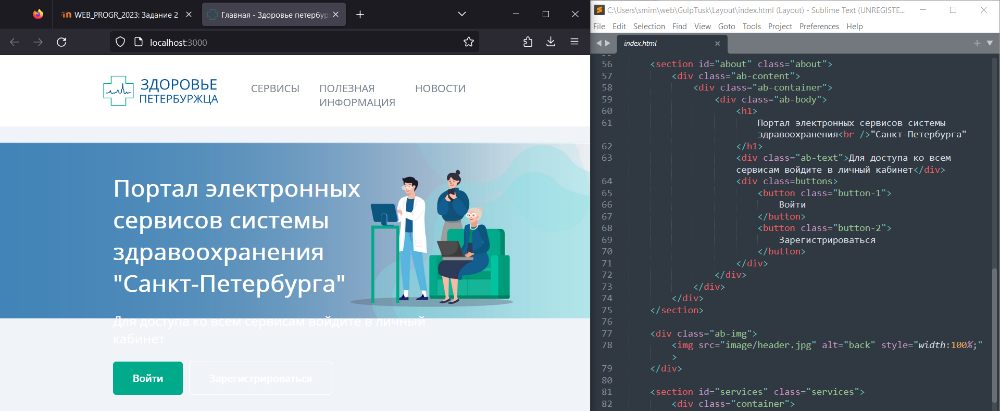 WEB_PROGR_2023: Задание 2
Главная - Здоровье петербур
localhost:3000
ЗДОРОВЬЕ
ПЕТЕРБУРЖЦА
СЕРВИСЫ
ПОЛЕЗНАЯ
ИНФОРМАЦИЯ
НОВОСТИ
Портал электронных
сервисов системы
здравоохранения
"Санкт-Петербурга"
Для доступа ко всем сервисам войдите в личный
кабинет
Войти
Зарегистрироваться
C:\Users\smirn\web\GulpTusk\Layout\index.html (Layout) - Sublime Text (UNREGISTE...
File Edit Selection Find View Goto Tools Project Preferences Help
index.html
56 <section id="about" class="about">
57 <div class="ab-content">
58 <div class="ab-container">
59 <div class="ab-body">
60 <h1>
61 Портал электронных сервисов системы
здравоохранения<br />"Санкт-Петербурга"
62 </h1>
63 <div class="ab-text">Для доступа ко всем
сервисам войдите в личный кабинет</div>
64 <div class=buttons>
65 <button class="button-1">
66 Войти
67 </button>
68 <button class="button-2">
69 Зарегистрироваться
70 </button>
71 </div>
72 </div>
73 </div>
74 </div>
75 </section>
76
77 <div class="ab-img">
78 <img src="image/header.jpg" alt="back" style="width:100%;"
>
79 </div>
80
81 <section id="services" class="services">
82 <div class="container">